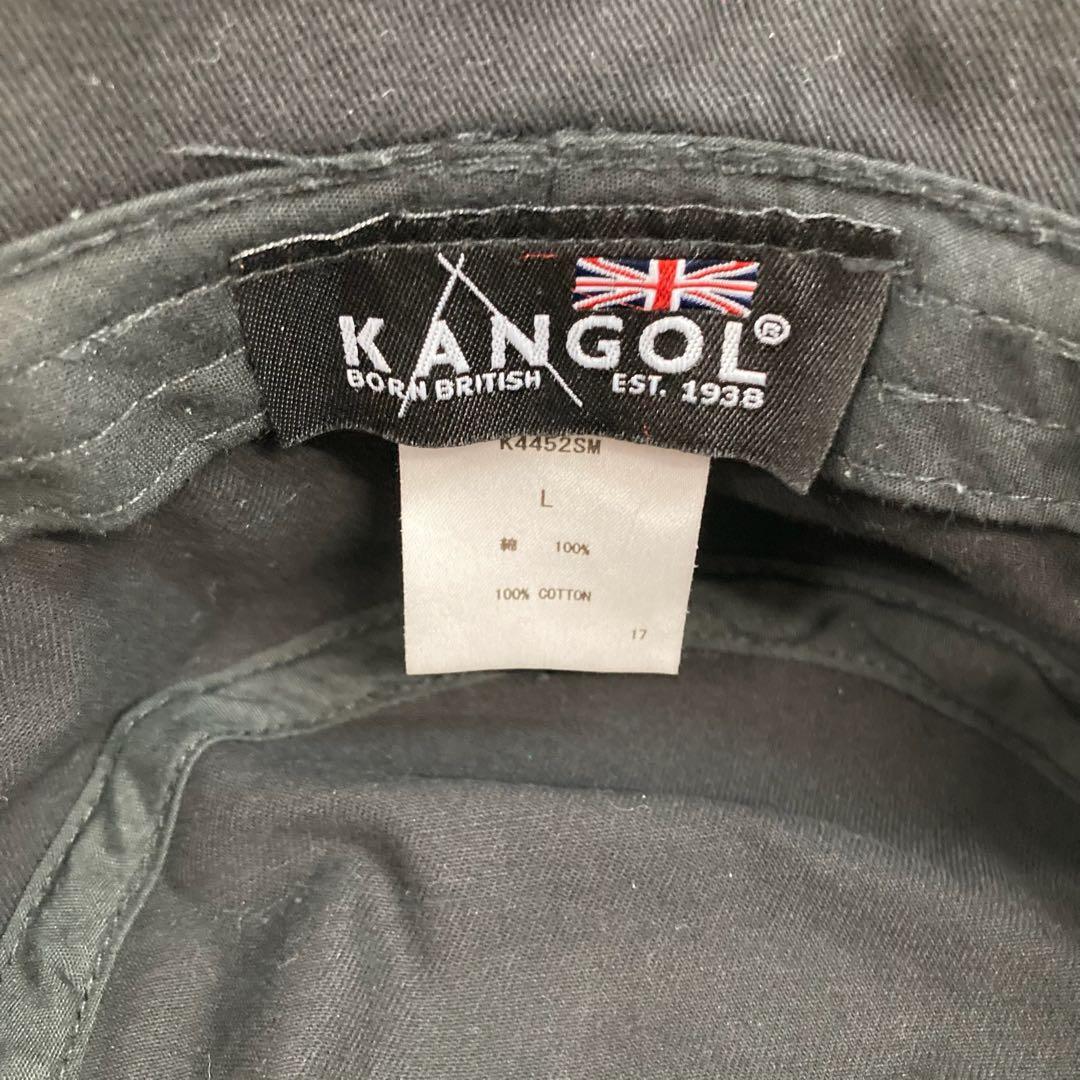 KANGOL®
BORN BRITISH EST. 1938
K4452SM
L
綿 100%
100% COTTON
17